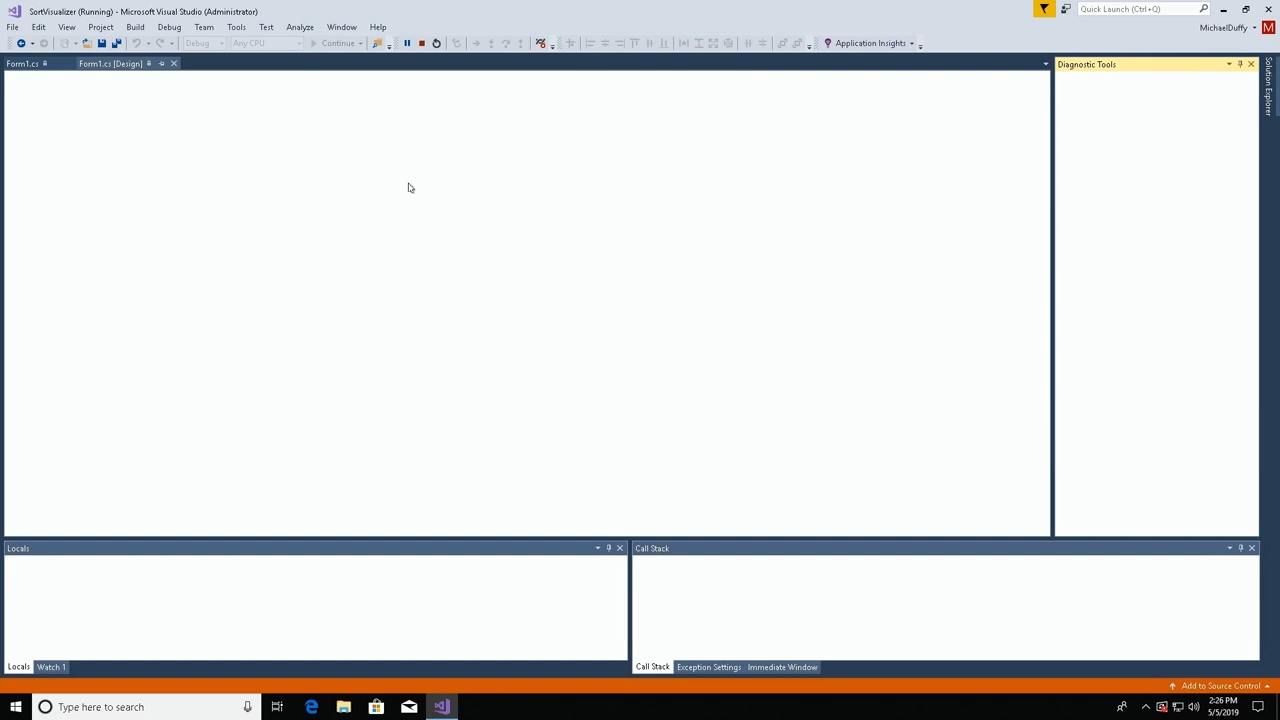 SortVisualizer (Running) - Microsoft Visual Studio (Administrator)
Quick Launch (Ctrl+Q)
File Edit View Project Build Debug Team Tools Test Analyze Window Help
MichaelDuffy M
Debug Any CPU Continue Application Insights
Form1.cs Form1.cs [Design]
Diagnostic Tools
Solution Explorer
Locals
Call Stack
Locals Watch 1
Call Stack Exception Settings Immediate Window
Add to Source Control
Type here to search
2:26 PM
5/5/2019